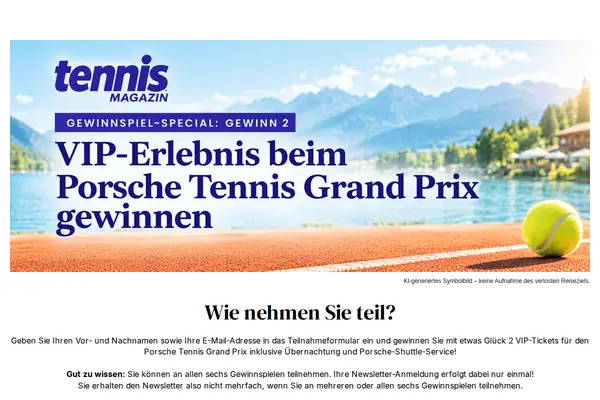 tennis
MAGAZIN
GEWINNSPIEL-SPECIAL: GEWINN 2
VIP-Erlebnis beim
Porsche Tennis Grand Prix
gewinnen
KI-generiertes Symbolbild – keine Aufnahme des verlosten Reiseziels.
Wie nehmen Sie teil?
Geben Sie Ihren Vor- und Nachnamen sowie Ihre E-Mail-Adresse in das Teilnahmeformular ein und gewinnen Sie mit etwas Glück 2 VIP-Tickets für den
Porsche Tennis Grand Prix inklusive Übernachtung und Porsche-Shuttle-Service!
Gut zu wissen: Sie können an allen sechs Gewinnspielen teilnehmen. Ihre Newsletter-Anmeldung erfolgt dabei nur einmal!
Sie erhalten den Newsletter also nicht mehrfach, wenn Sie an mehreren oder allen sechs Gewinnspielen teilnehmen.